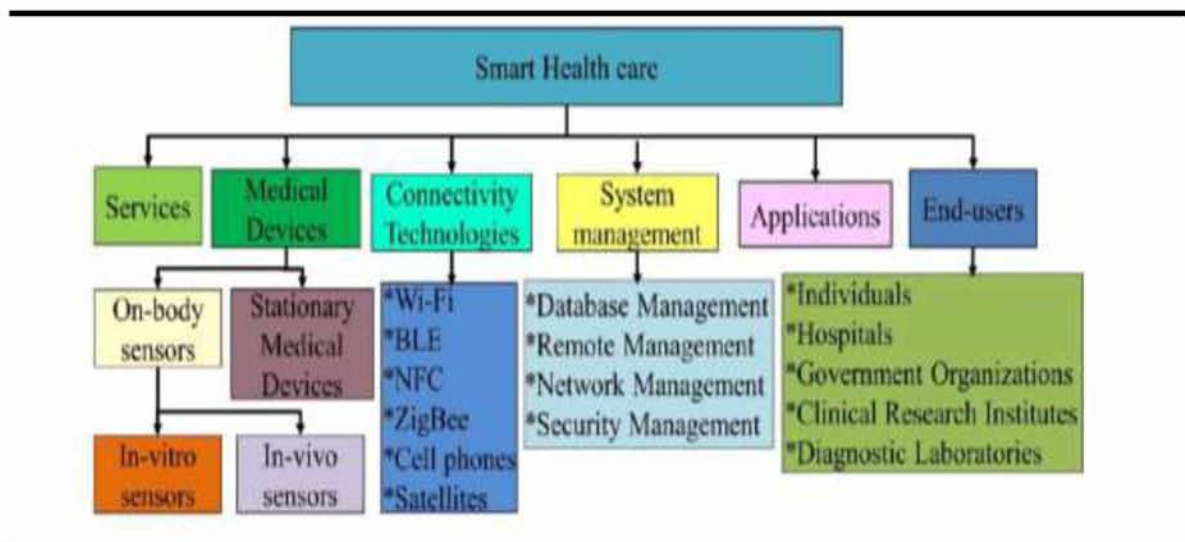 Smart Health care
Services
Medical
Devices
Connectivity
Technologies
System
management
Applications
End-users
On-body
sensors
Stationary
Medical
Devices
*Wi-Fi
*BLE
*NFC
*ZigBee
*Cell phones
*Satellites
*Database Management
*Remote Management
*Network Management
*Security Management
*Individuals
*Hospitals
*Government Organizations
*Clinical Research Institutes
*Diagnostic Laboratories
In-vitro
sensors
In-vivo
sensors